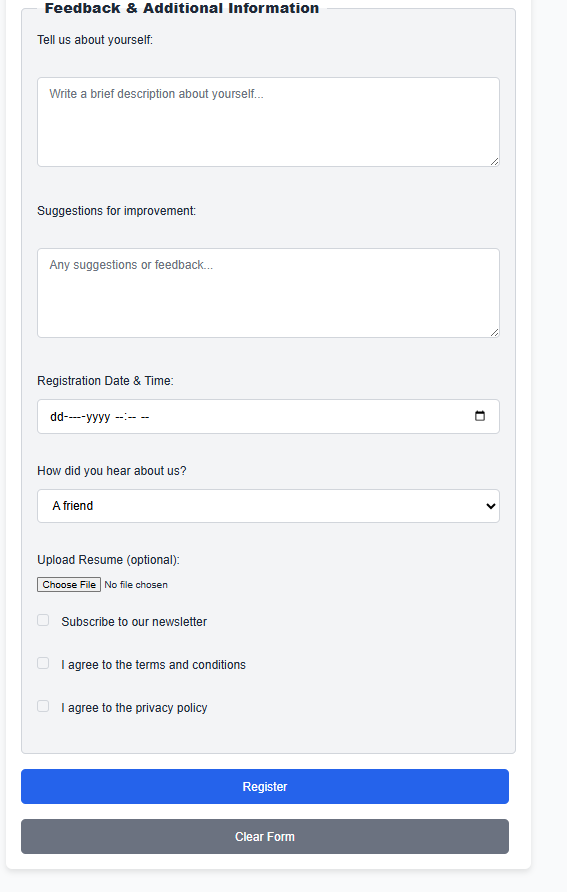 Feedback & Additional Information
Tell us about yourself:
Write a brief description about yourself...
Suggestions for improvement:
Any suggestions or feedback...
Registration Date & Time:
dd----yyyy --:-- --
How did you hear about us?
A friend
Upload Resume (optional):
Choose File No file chosen
Subscribe to our newsletter
I agree to the terms and conditions
I agree to the privacy policy
Register
Clear Form